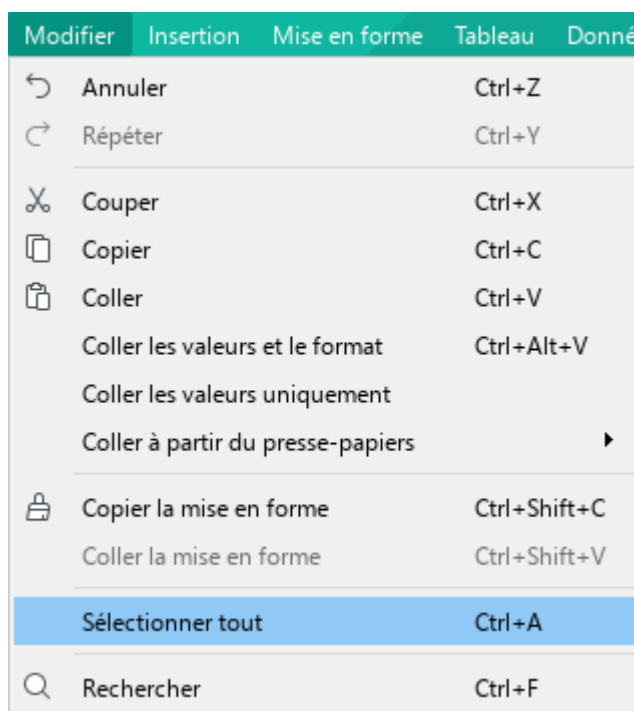 Modifier Insertion Mise en forme Tableau Donné
Annuler Ctrl+Z
Répéter Ctrl+Y
Couper Ctrl+X
Copier Ctrl+C
Coller Ctrl+V
Coller les valeurs et le format Ctrl+Alt+V
Coller les valeurs uniquement
Coller à partir du presse-papiers
Copier la mise en forme Ctrl+Shift+C
Coller la mise en forme Ctrl+Shift+V
Sélectionner tout Ctrl+A
Rechercher Ctrl+F